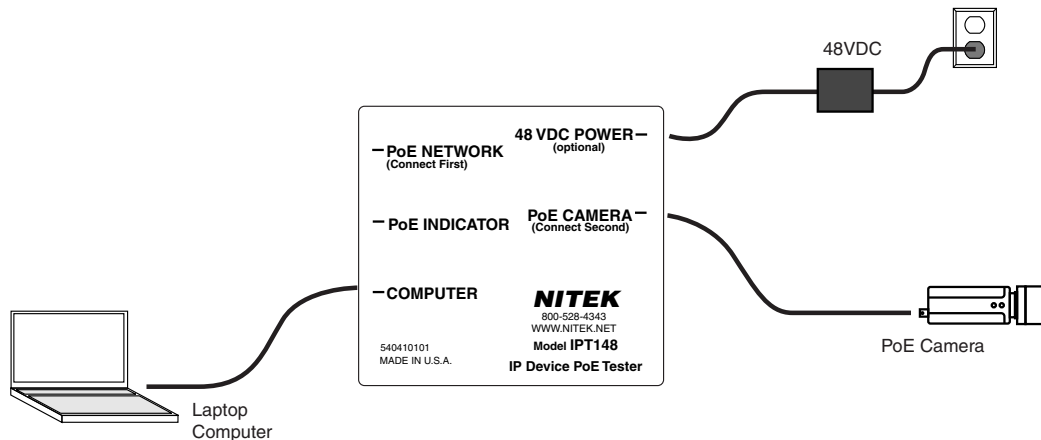 48VDC
48 VDC POWER
(optional)
PoE NETWORK
(Connect First)
PoE INDICATOR
PoE CAMERA
(Connect Second)
COMPUTER
NITEK
800-528-4343
WWW.NITEK.NET
Model IPT148
IP Device PoE Tester
540410101
MADE IN U.S.A.
PoE Camera
Laptop
Computer